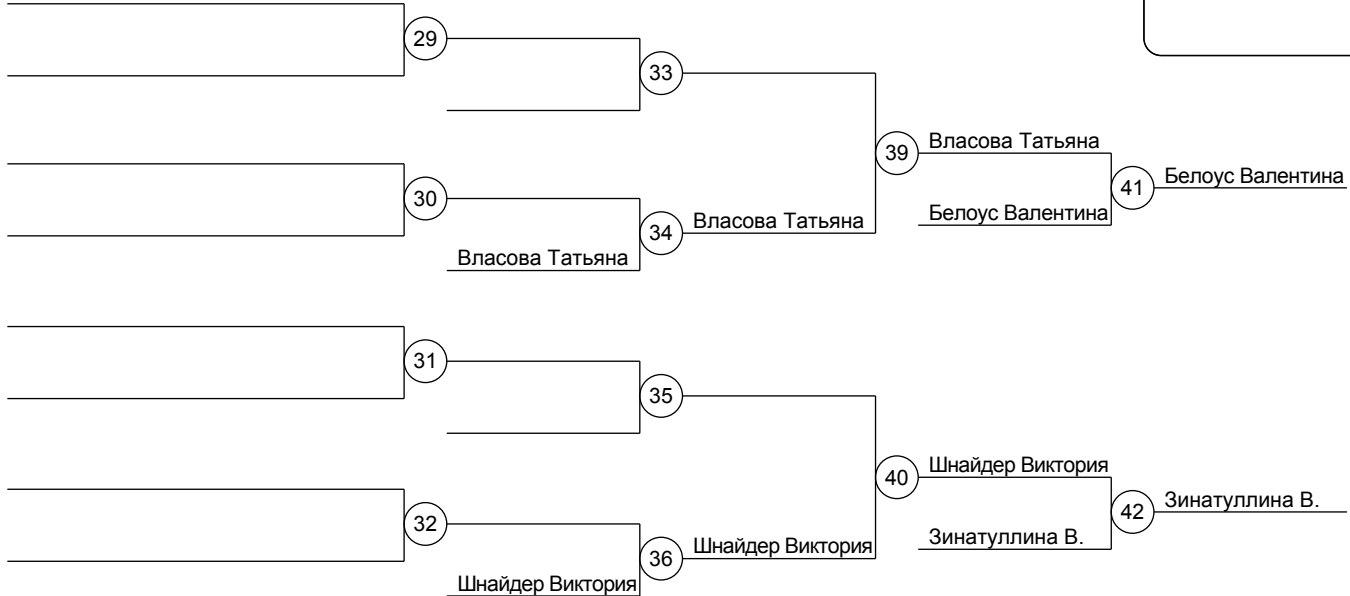 29
33
39
Власова Татьяна
41
Белоус Валентина
30
Белоус Валентина
34
Власова Татьяна
Власова Татьяна
31
35
40
Шнайдер Виктория
42
Зинатуллина В.
32
Зинатуллина В.
36
Шнайдер Виктория
Шнайдер Виктория